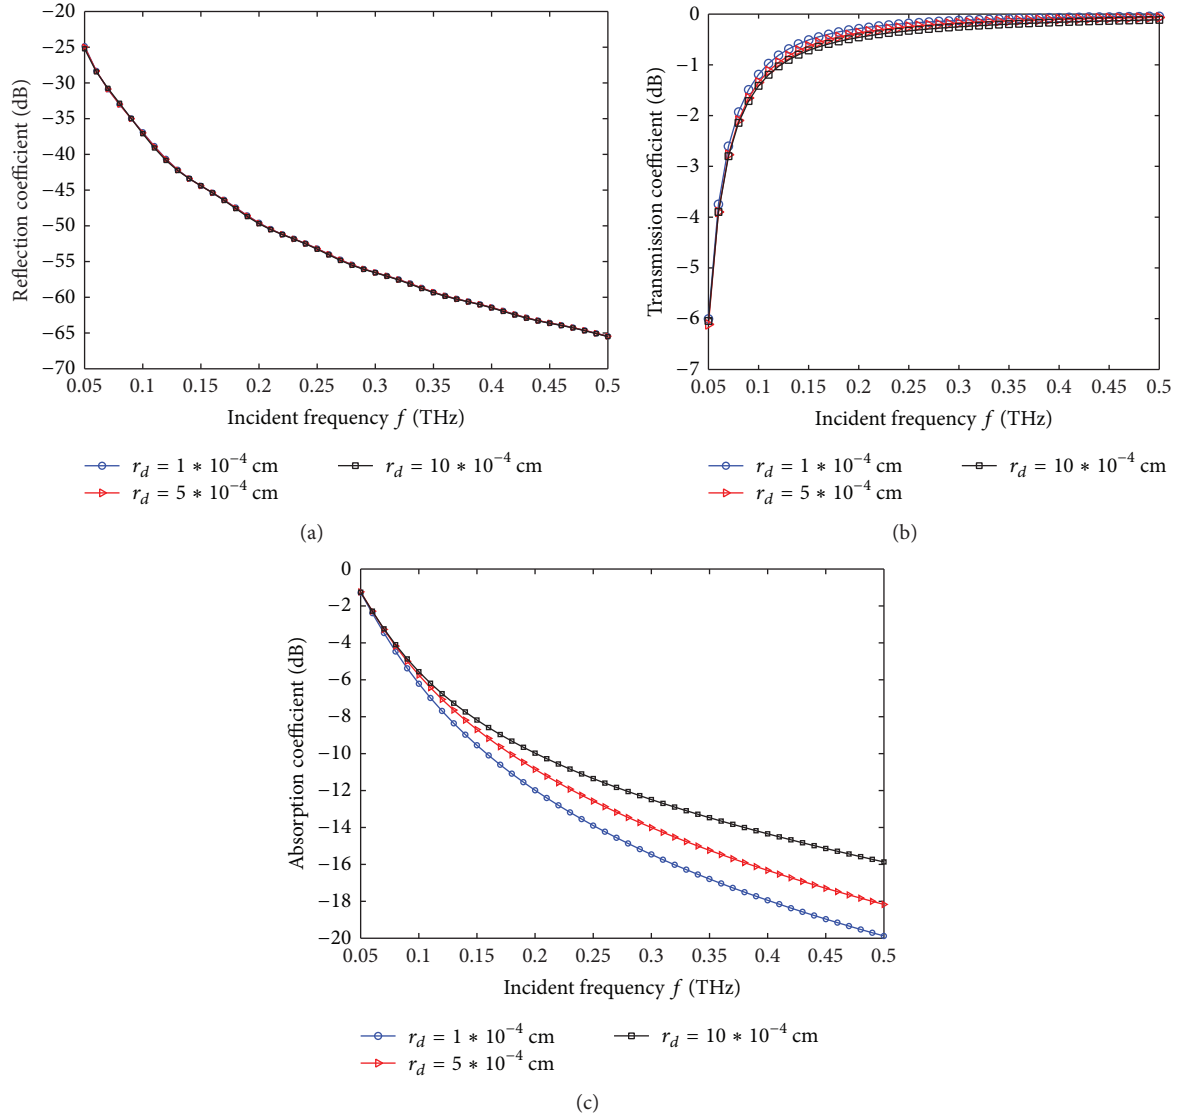 −20
−25
−30
−35
−40
−45
−50
−55
−60
−65
−70
Reflection coefficient (dB)
0.05 0.1 0.15 0.2 0.25 0.3 0.35 0.4 0.45 0.5
Incident frequency f (THz)
r_d = 1 ∗ 10^−4 cm
r_d = 5 ∗ 10^−4 cm
r_d = 10 ∗ 10^−4 cm
(a)
0
−1
−2
−3
−4
−5
−6
−7
Transmission coefficient (dB)
0.05 0.1 0.15 0.2 0.25 0.3 0.35 0.4 0.45 0.5
Incident frequency f (THz)
r_d = 1 ∗ 10^−4 cm
r_d = 5 ∗ 10^−4 cm
r_d = 10 ∗ 10^−4 cm
(b)
0
−2
−4
−6
−8
−10
−12
−14
−16
−18
−20
Absorption coefficient (dB)
0.05 0.1 0.15 0.2 0.25 0.3 0.35 0.4 0.45 0.5
Incident frequency f (THz)
r_d = 1 ∗ 10^−4 cm
r_d = 5 ∗ 10^−4 cm
r_d = 10 ∗ 10^−4 cm
(c)